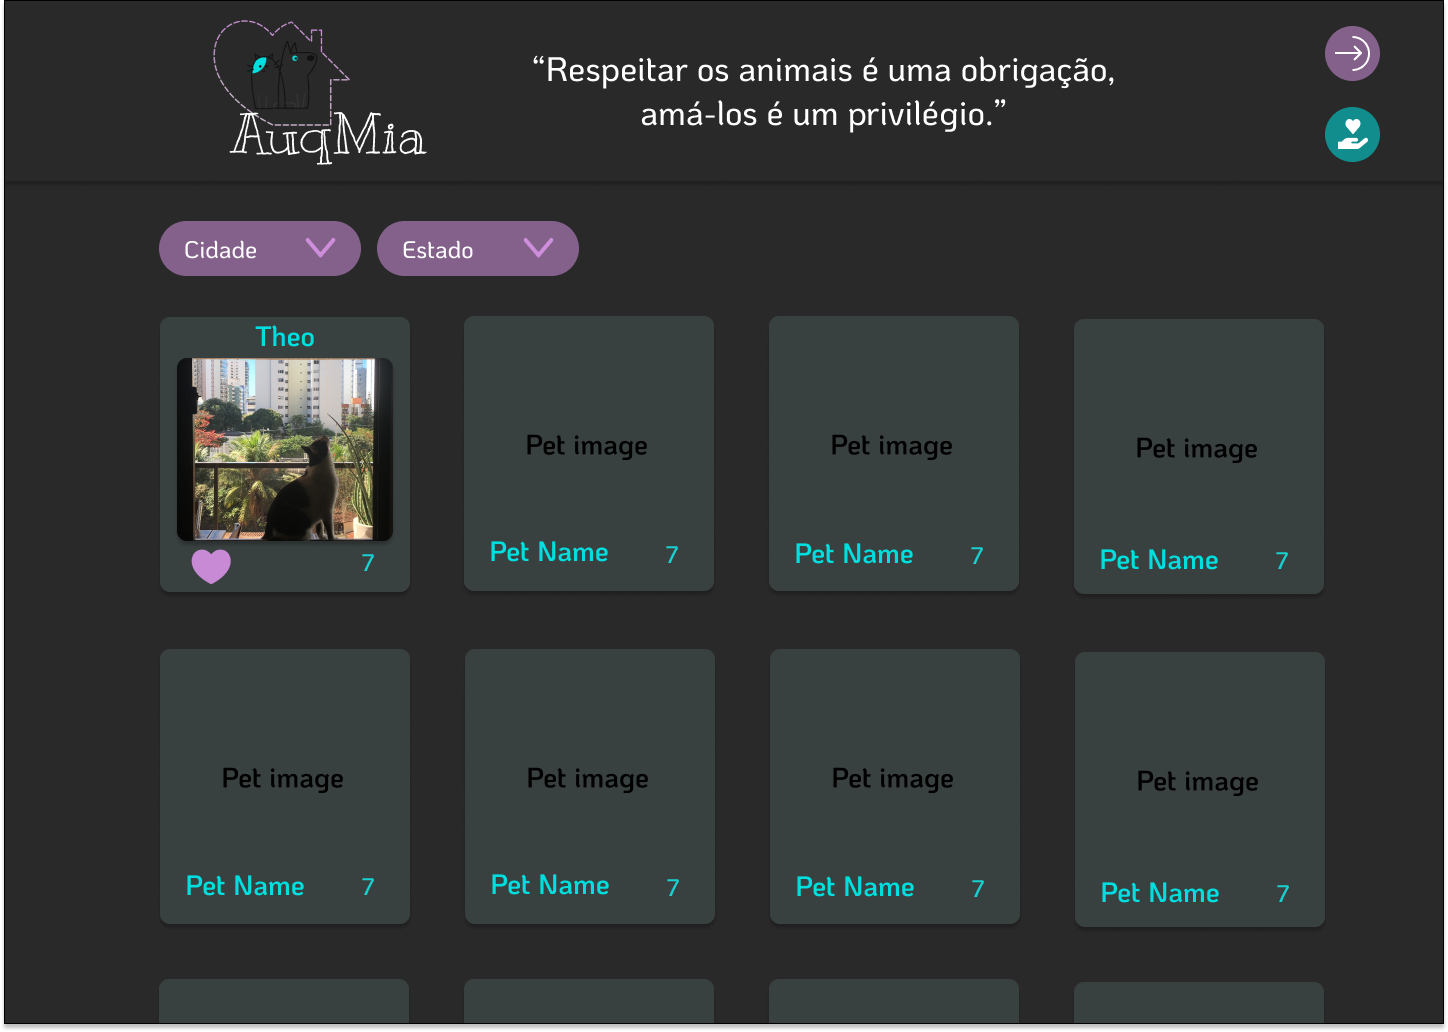 AuqMia
“Respeitar os animais é uma obrigação,
amá-los é um privilégio.”
Cidade
Estado
Theo
7
Pet image
Pet Name
7
Pet image
Pet Name
7
Pet image
Pet Name
7
Pet image
Pet Name
7
Pet image
Pet Name
7
Pet image
Pet Name
7
Pet image
Pet Name
7